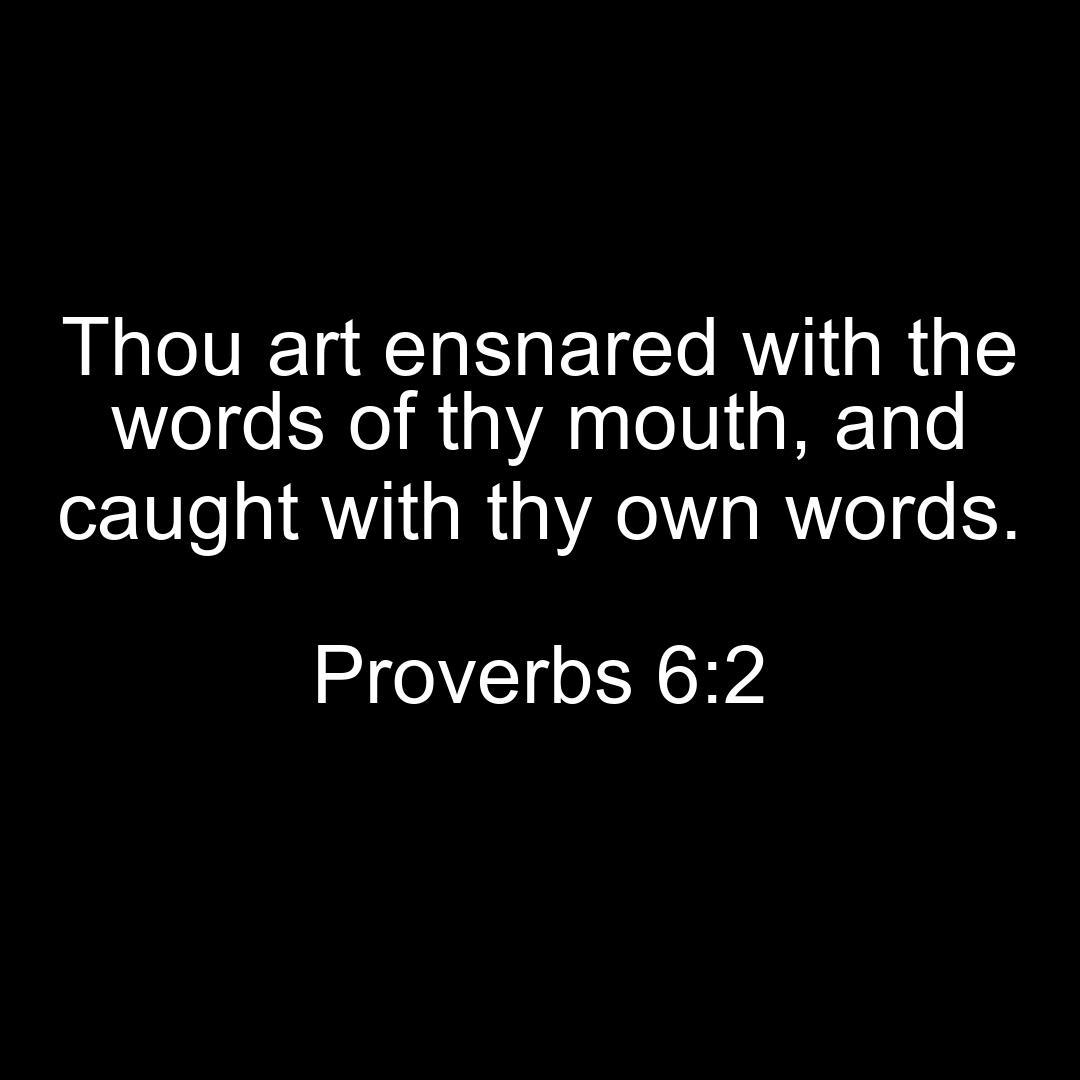 Thou art ensnared with the
words of thy mouth, and
caught with thy own words.
Proverbs 6:2